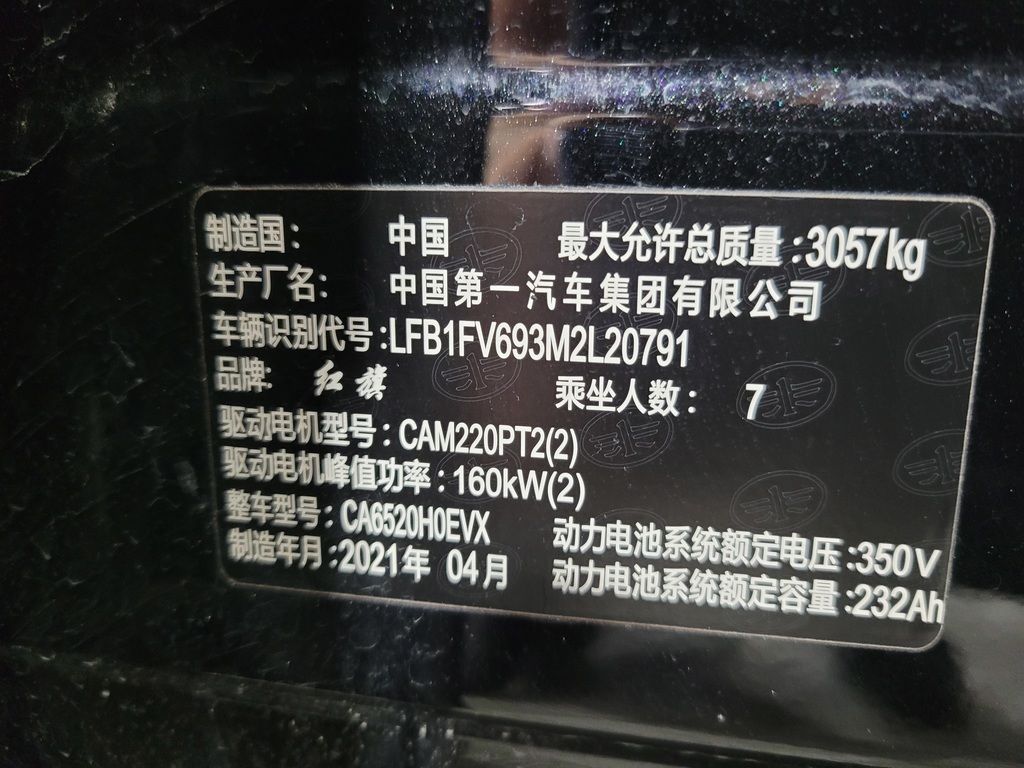 制造国: 中国 最大允许总质量:3057kg
生产厂名: 中国第一汽车集团有限公司
车辆识别代号:LFB1FV693M2L20791
品牌: 红旗 乘坐人数: 7
驱动电机型号:CAM220PT2(2)
驱动电机峰值功率:160kW(2)
整车型号:CA6520H0EVX 动力电池系统额定电压:350V
制造年月:2021年 04月 动力电池系统额定容量:232Ah